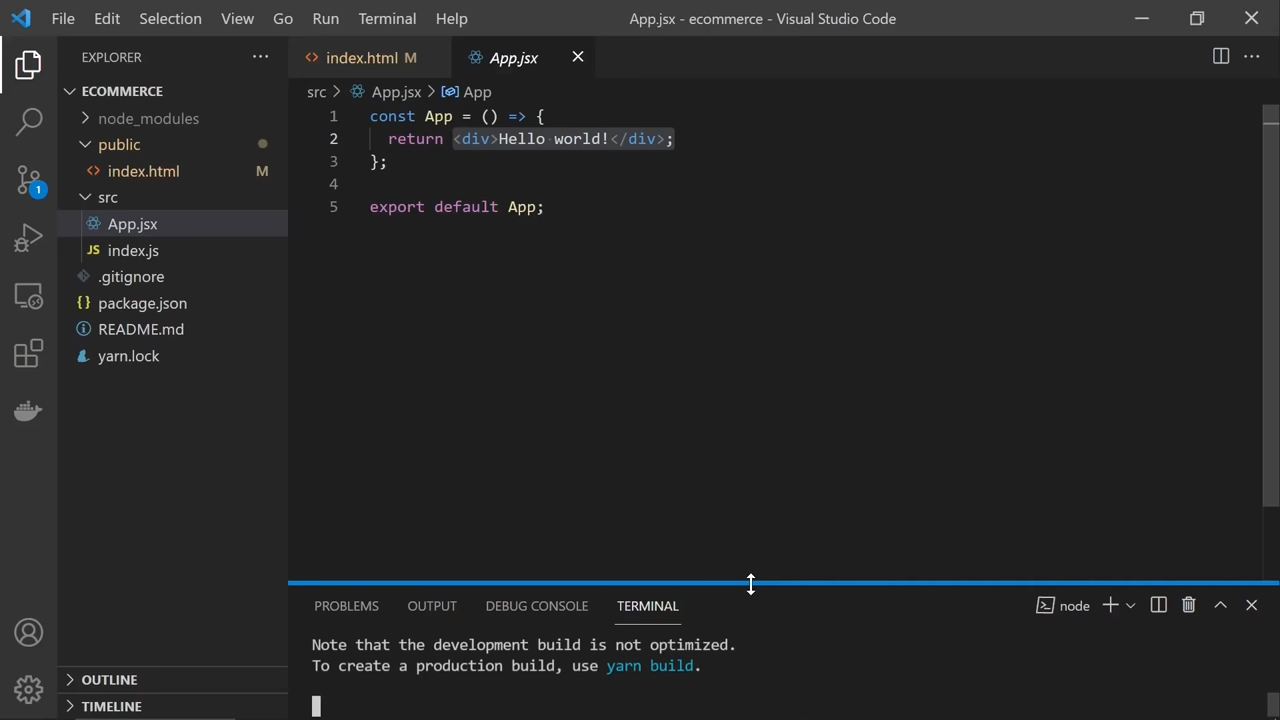 File Edit Selection View Go Run Terminal Help App.jsx - ecommerce - Visual Studio Code
EXPLORER
index.html M
App.jsx
ECOMMERCE
src > App.jsx > App
node_modules
public
index.html M
src
App.jsx
JS index.js
.gitignore
{} package.json
README.md
yarn.lock
1
1 const App = () => {
2 return <div>Hello·world!</div>;
3 };
4
5 export default App;
OUTLINE
TIMELINE
PROBLEMS OUTPUT DEBUG CONSOLE TERMINAL node
Note that the development build is not optimized.
To create a production build, use yarn build.